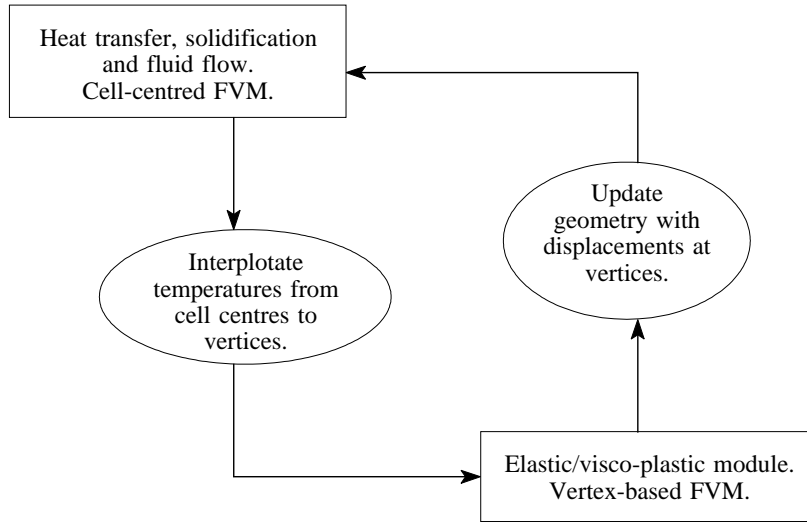 Heat transfer, solidification
and fluid flow.
Cell-centred FVM.
Interplotate
temperatures from
cell centres to
vertices.
Elastic/visco-plastic module.
Vertex-based FVM.
Update
geometry with
displacements at
vertices.